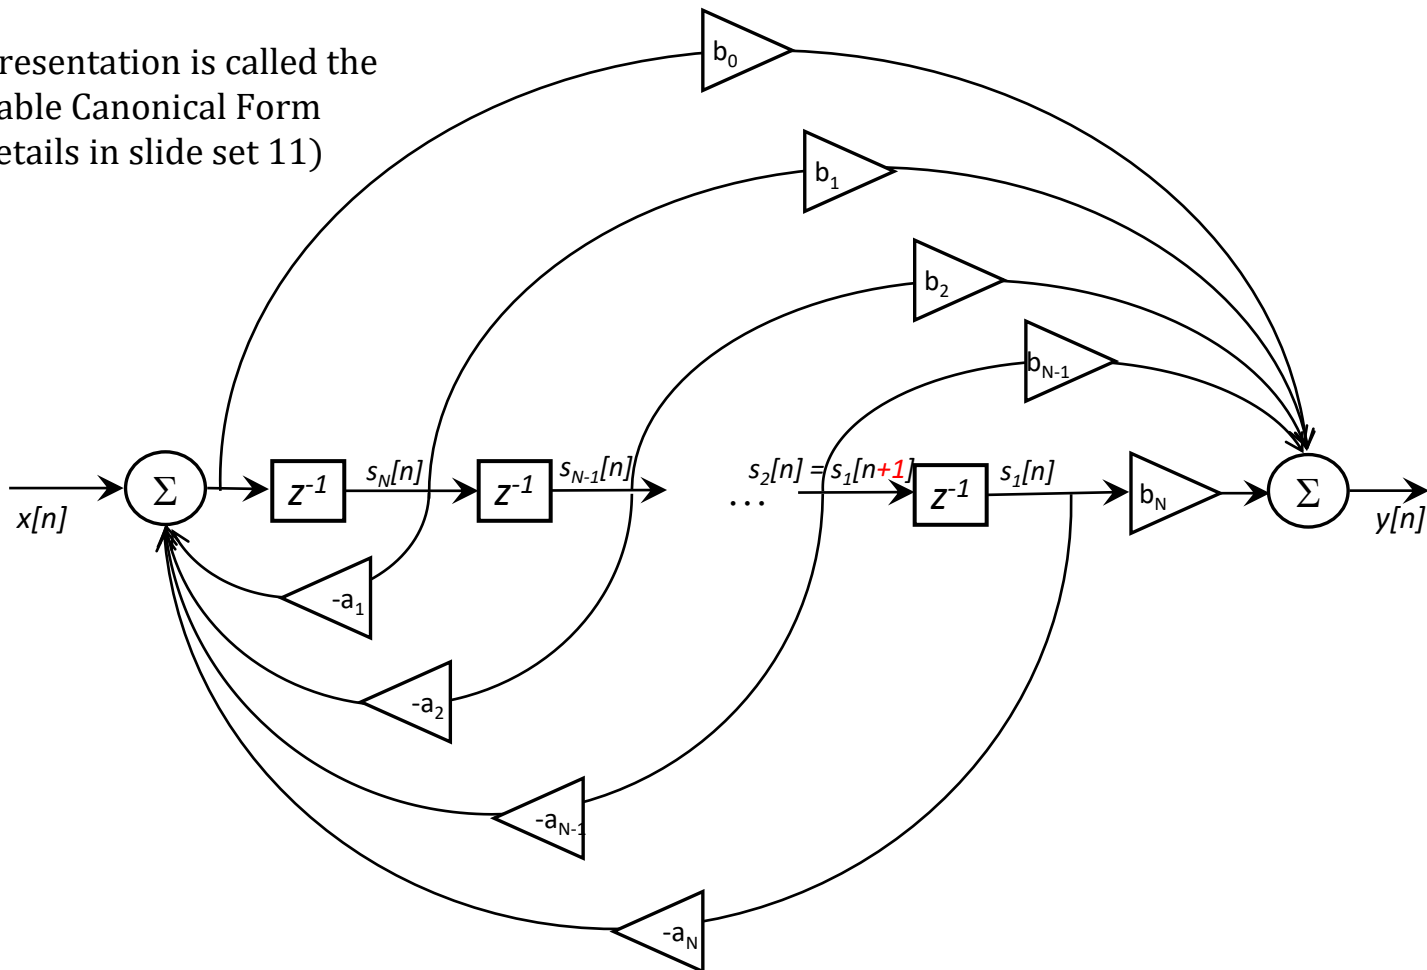 resentation is called the
able Canonical Form
etails in slide set 11)
b0
b1
b2
bN-1
x[n]
Σ
z-1
sN[n]
z-1
sN-1[n]
...
s2[n] = s1[n+1]
z-1
s1[n]
bN
Σ
y[n]
-a1
-a2
-aN-1
-aN